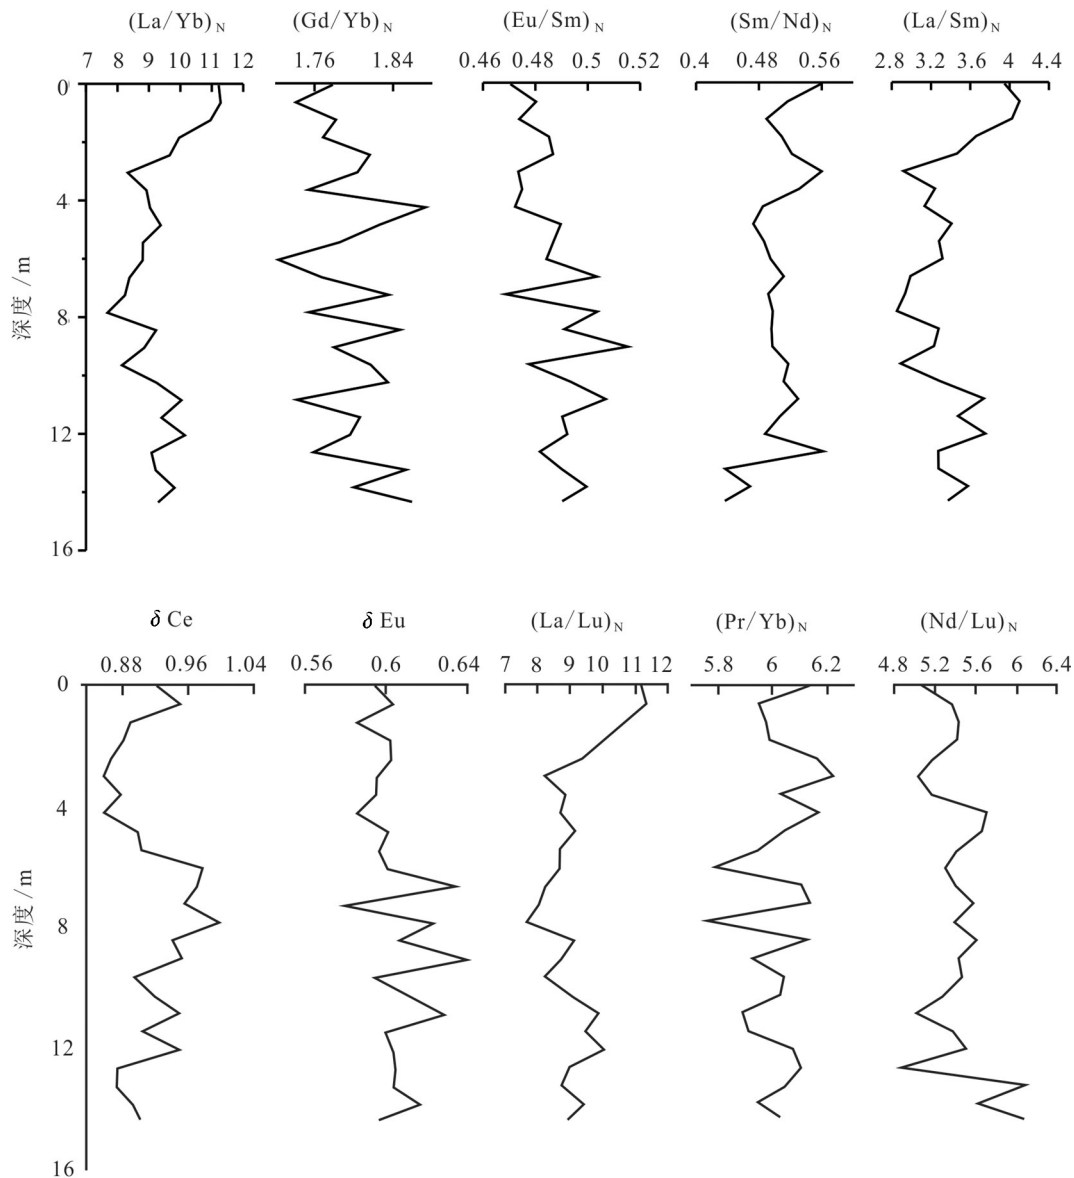 (La/Yb)N (Gd/Yb)N (Eu/Sm)N (Sm/Nd)N (La/Sm)N
7 8 9 10 11 12 1.76 1.84 0.46 0.48 0.5 0.52 0.4 0.48 0.56 2.8 3.2 3.6 4 4.4
0
4
深度/m
8
12
16
δCe δEu (La/Lu)N (Pr/Yb)N (Nd/Lu)N
0.88 0.96 1.04 0.56 0.6 0.64 7 8 9 10 11 12 5.8 6 6.2 4.8 5.2 5.6 6 6.4
0
4
深度/m
8
12
16